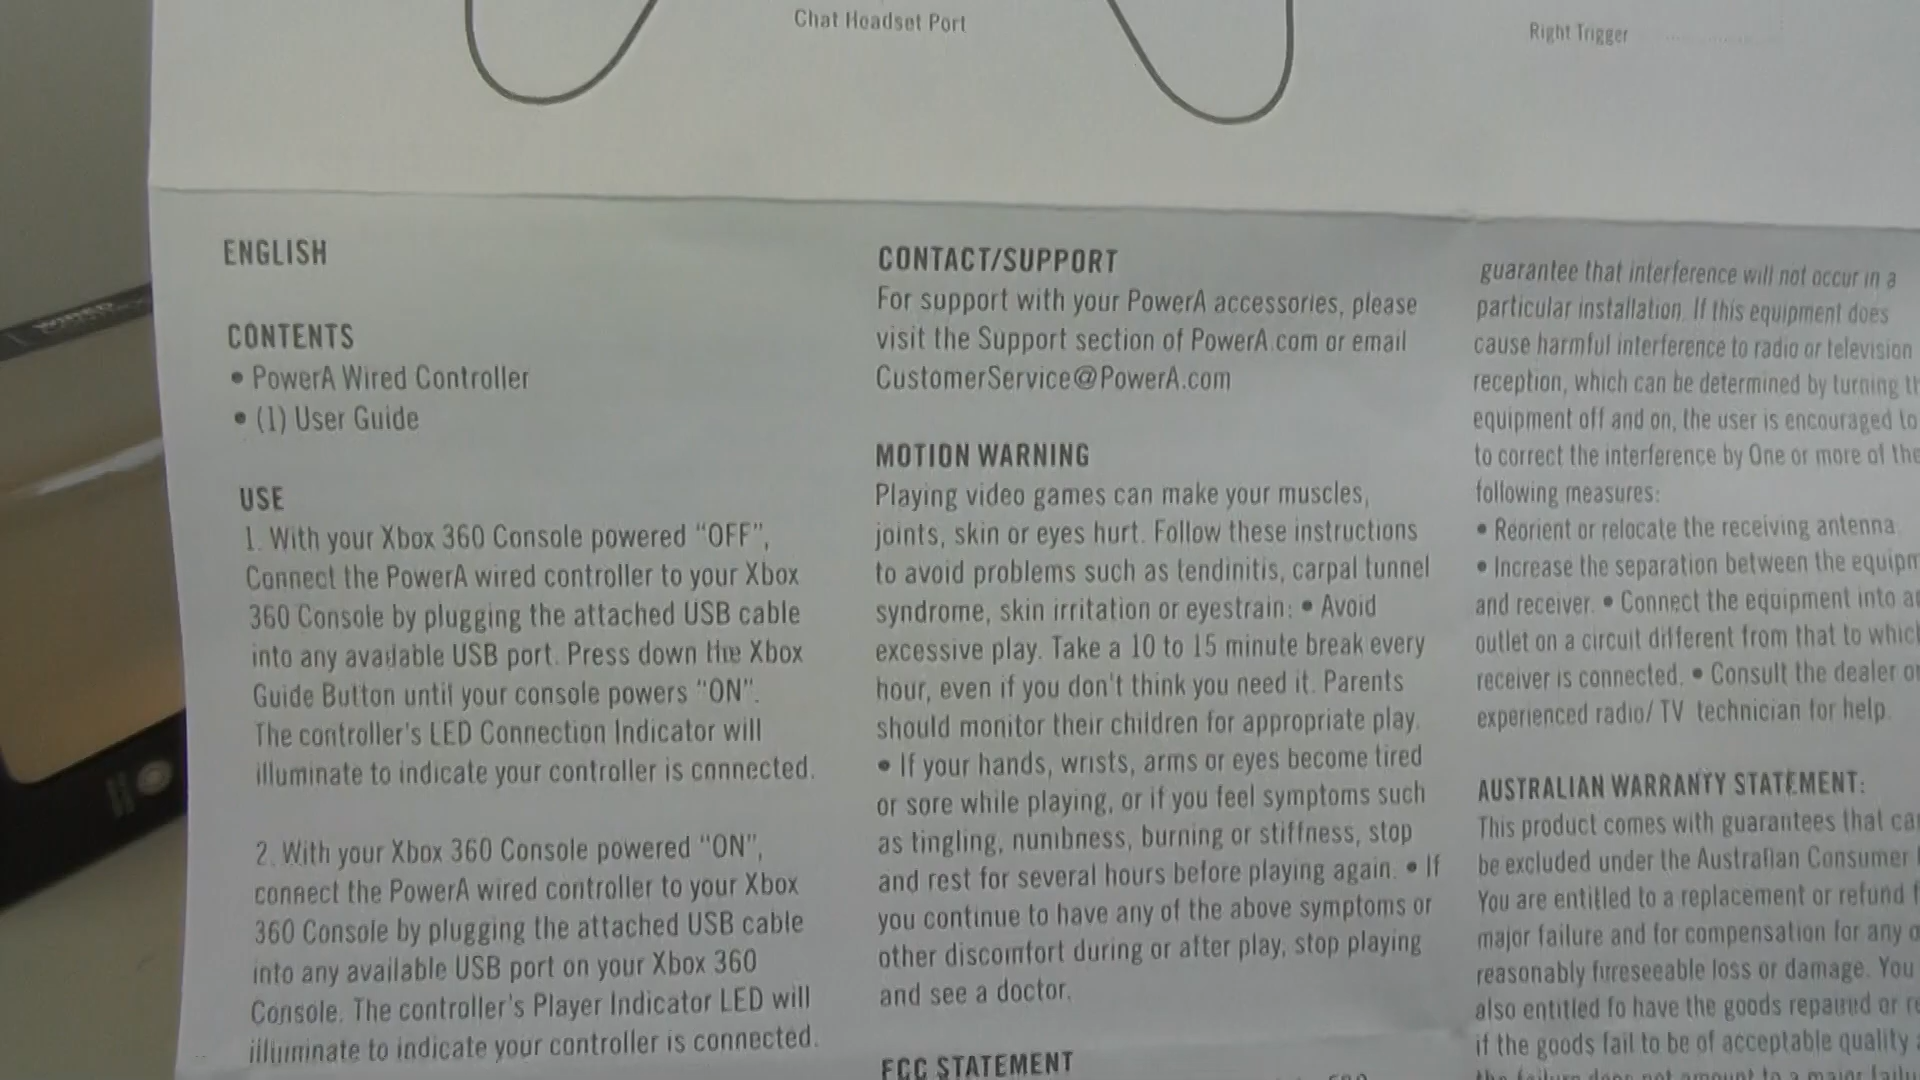 Chat Headset Port
Right Trigger
ENGLISH
CONTENTS
• PowerA Wired Controller
• (1) User Guide
USE
1. With your Xbox 360 Console powered “OFF”,
Connect the PowerA wired controller to your Xbox
360 Console by plugging the attached USB cable
into any available USB port. Press down the Xbox
Guide Button until your console powers “ON”.
The controller's LED Connection Indicator will
illuminate to indicate your controller is connected.
2. With your Xbox 360 Console powered “ON”,
connect the PowerA wired controller to your Xbox
360 Console by plugging the attached USB cable
into any available USB port on your Xbox 360
Console. The controller's Player Indicator LED will
illuminate to indicate your controller is connected.
CONTACT/SUPPORT
For support with your PowerA accessories, please
visit the Support section of PowerA.com or email
CustomerService@PowerA.com
MOTION WARNING
Playing video games can make your muscles,
joints, skin or eyes hurt. Follow these instructions
to avoid problems such as tendinitis, carpal tunnel
syndrome, skin irritation or eyestrain: • Avoid
excessive play. Take a 10 to 15 minute break every
hour, even if you don't think you need it. Parents
should monitor their children for appropriate play.
• If your hands, wrists, arms or eyes become tired
or sore while playing, or if you feel symptoms such
as tingling, numbness, burning or stiffness, stop
and rest for several hours before playing again. • If
you continue to have any of the above symptoms or
other discomfort during or after play, stop playing
and see a doctor.
FCC STATEMENT
guarantee that interference will not occur in a
particular installation. If this equipment does
cause harmful interference to radio or television
reception, which can be determined by turning th
equipment off and on, the user is encouraged to
to correct the interference by One or more of the
following measures:
• Reorient or relocate the receiving antenna.
• Increase the separation between the equipm
and receiver. • Connect the equipment into an
outlet on a circuit different from that to which
receiver is connected. • Consult the dealer or
experienced radio/ TV technician for help.
AUSTRALIAN WARRANTY STATEMENT:
This product comes with guarantees that can
be excluded under the Australian Consumer
You are entitled to a replacement or refund f
major failure and for compensation for any o
reasonably foreseeable loss or damage. You
also entitled to have the goods repaired or re
if the goods fail to be of acceptable quality a
the failure does not amount to a major failu